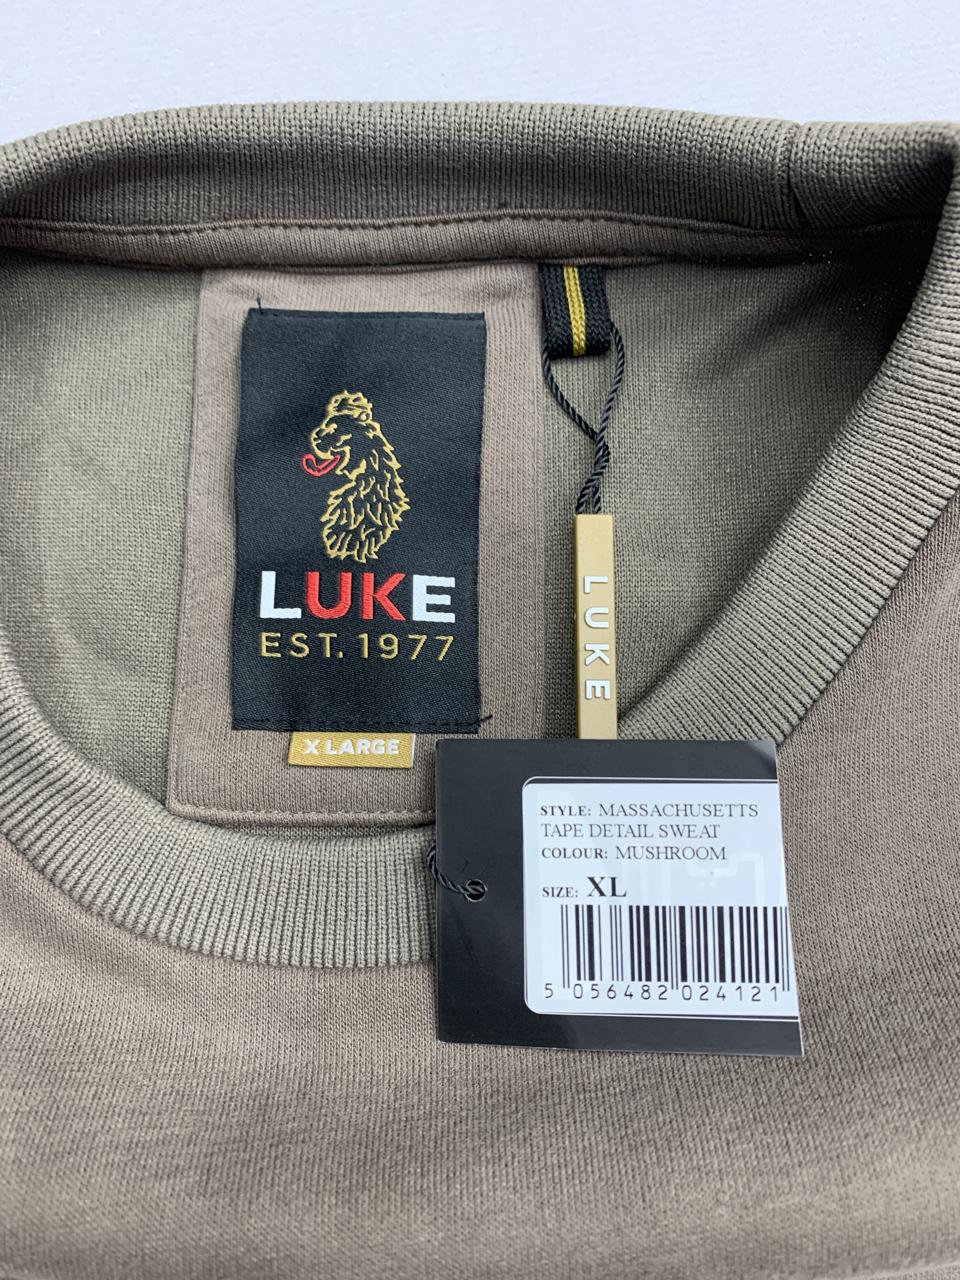 LUKE
EST. 1977
X LARGE
LUKE
STYLE: MASSACHUSETTS
TAPE DETAIL SWEAT
COLOUR: MUSHROOM
SIZE: XL
5 056482 024121